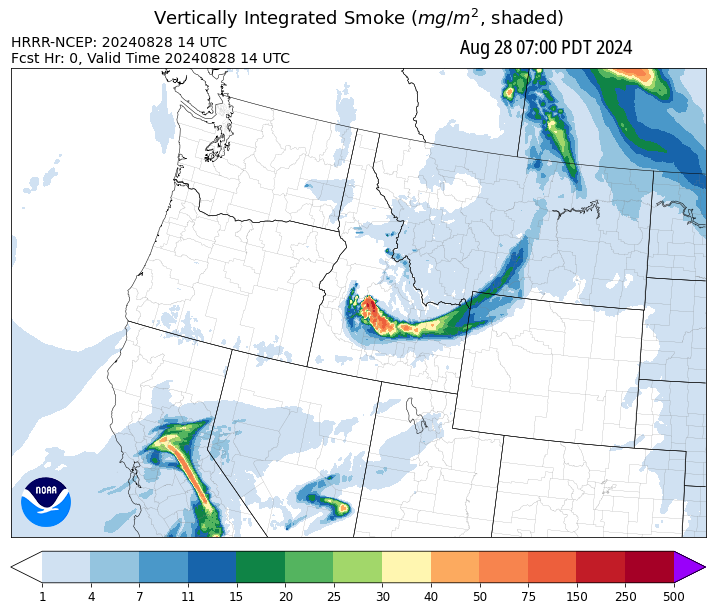 Vertically Integrated Smoke (mg/m², shaded)
HRRR-NCEP: 20240828 14 UTC
Fcst Hr: 0, Valid Time 20240828 14 UTC
Aug 28 07:00 PDT 2024
NOAA
1 4 7 11 15 20 25 30 40 50 75 150 250 500